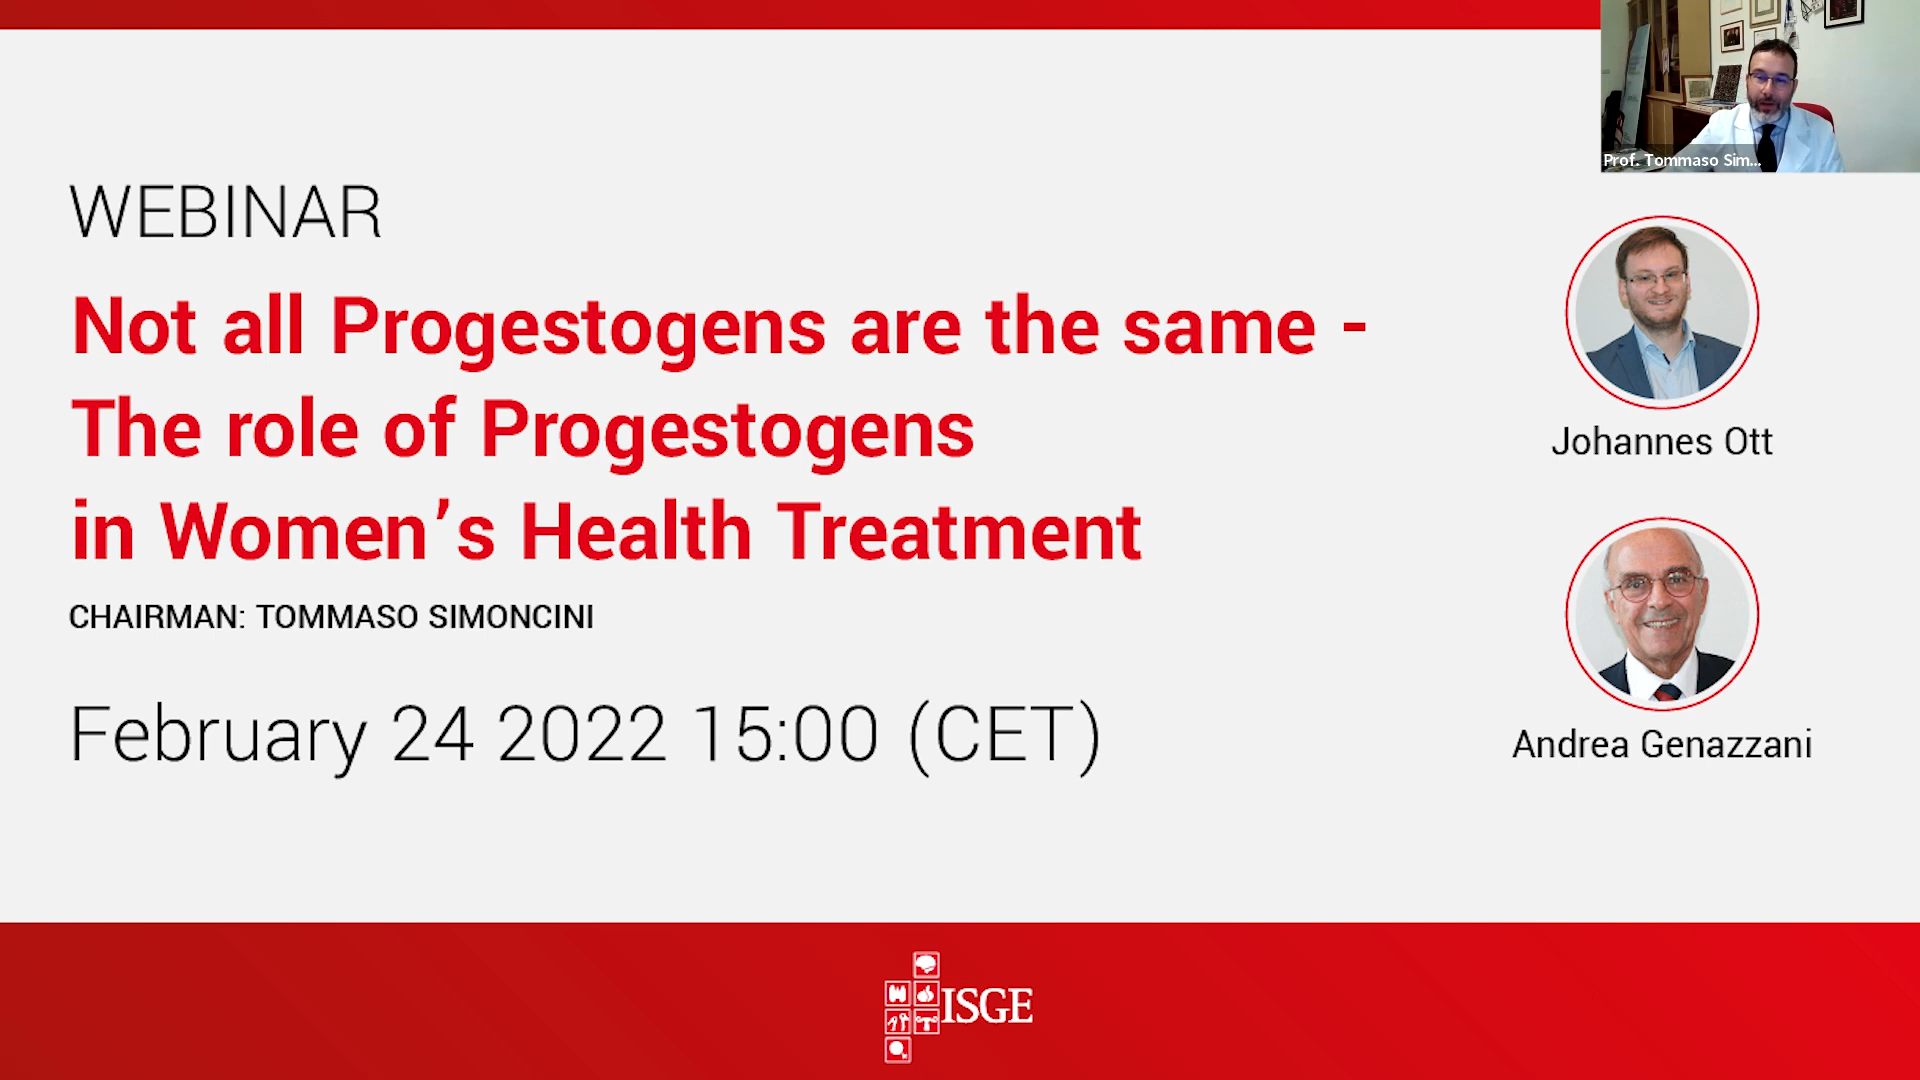 Prof. Tommaso Sim...
WEBINAR
Not all Progestogens are the same -
The role of Progestogens
in Women’s Health Treatment
CHAIRMAN: TOMMASO SIMONCINI
February 24 2022 15:00 (CET)
Johannes Ott
Andrea Genazzani
ISGE